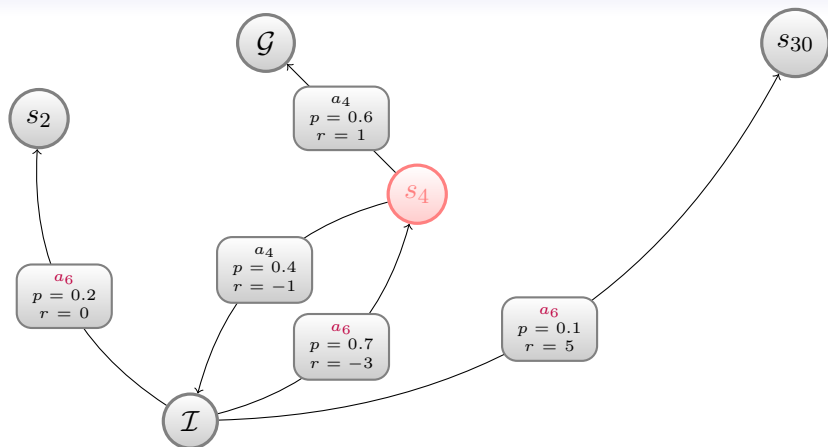 𝒢
s₃₀
s₂
a₄
p = 0.6
r = 1
s₄
a₄
p = 0.4
r = −1
a₆
p = 0.2
r = 0
a₆
p = 0.7
r = −3
a₆
p = 0.1
r = 5
ℐ